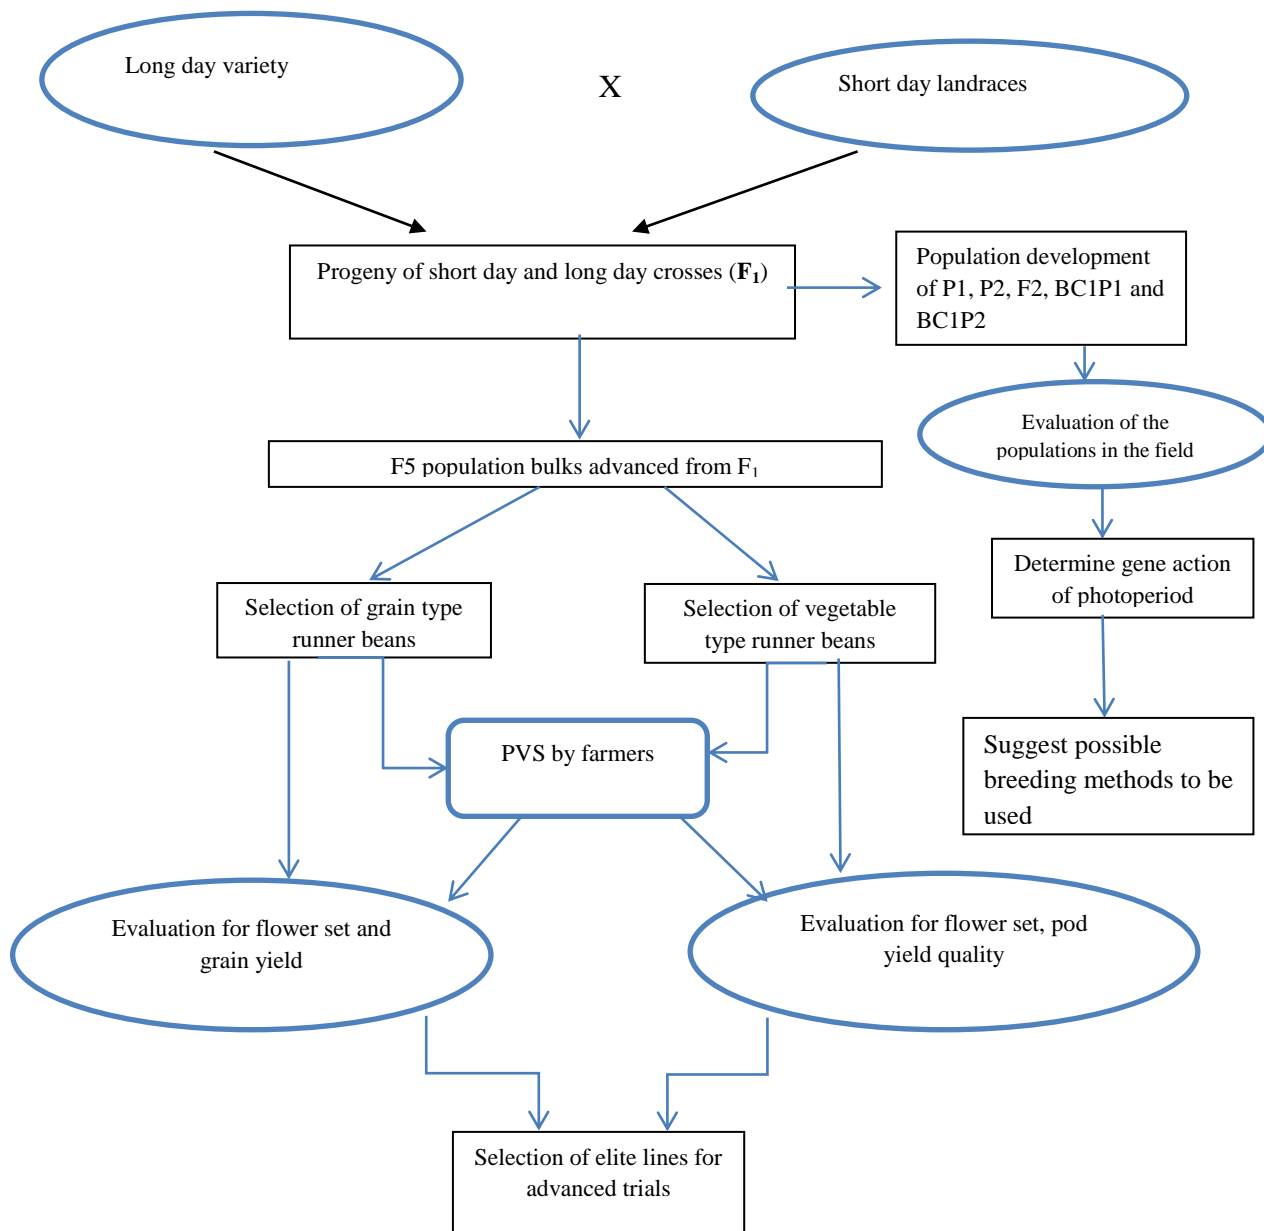 Long day variety
X
Short day landraces
Progeny of short day and long day crosses (F1)
Population development
of P1, P2, F2, BC1P1 and
BC1P2
Evaluation of the
populations in the field
F5 population bulks advanced from F1
Determine gene action
of photoperiod
Selection of grain type
runner beans
Selection of vegetable
type runner beans
PVS by farmers
Suggest possible
breeding methods to be
used
Evaluation for flower set and
grain yield
Evaluation for flower set, pod
yield quality
Selection of elite lines for
advanced trials